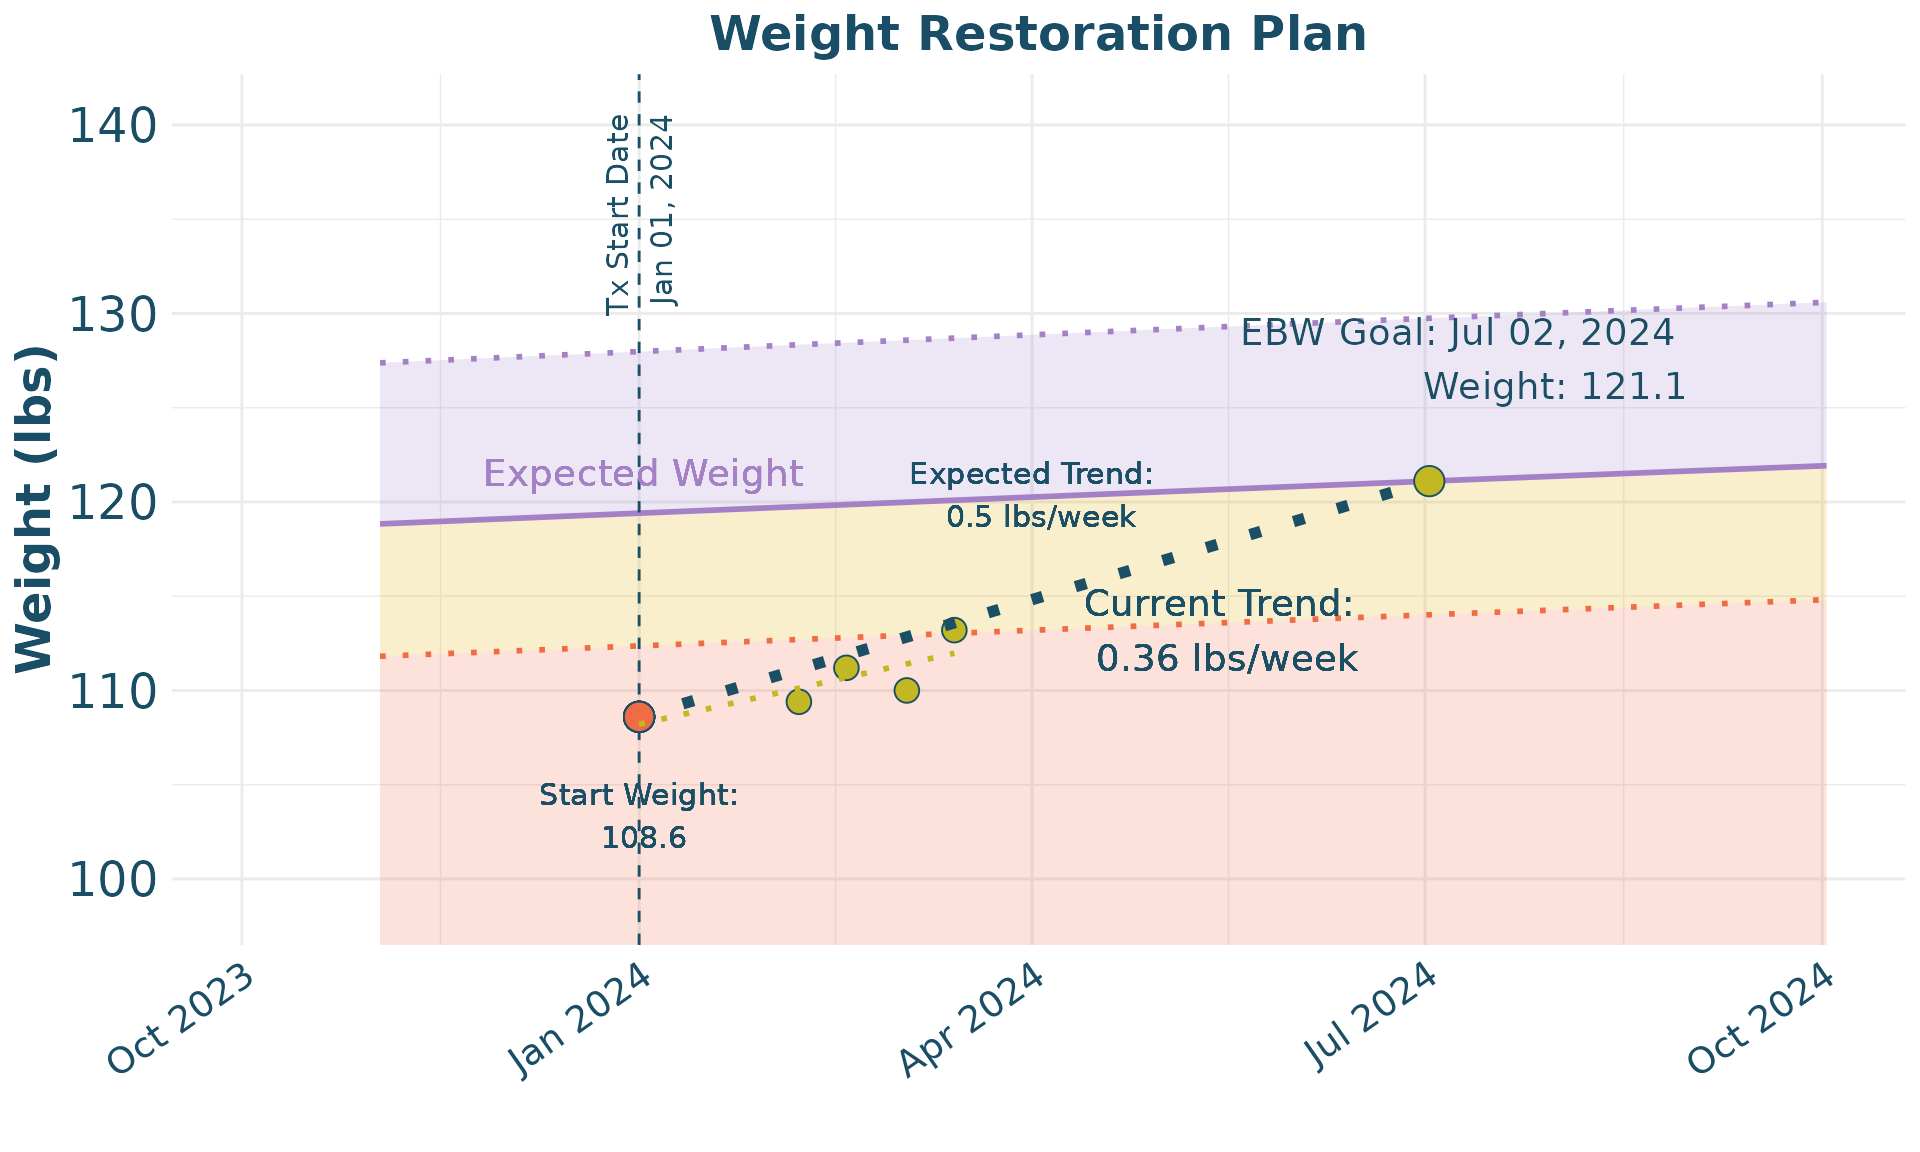 Weight Restoration Plan
Weight (lbs)
140
130
120
110
100
Tx Start Date
Jan 01, 2024
EBW Goal: Jul 02, 2024
Weight: 121.1
Expected Weight
Expected Trend:
0.5 lbs/week
Current Trend:
0.36 lbs/week
Start Weight:
108.6
Oct 2023
Jan 2024
Apr 2024
Jul 2024
Oct 2024